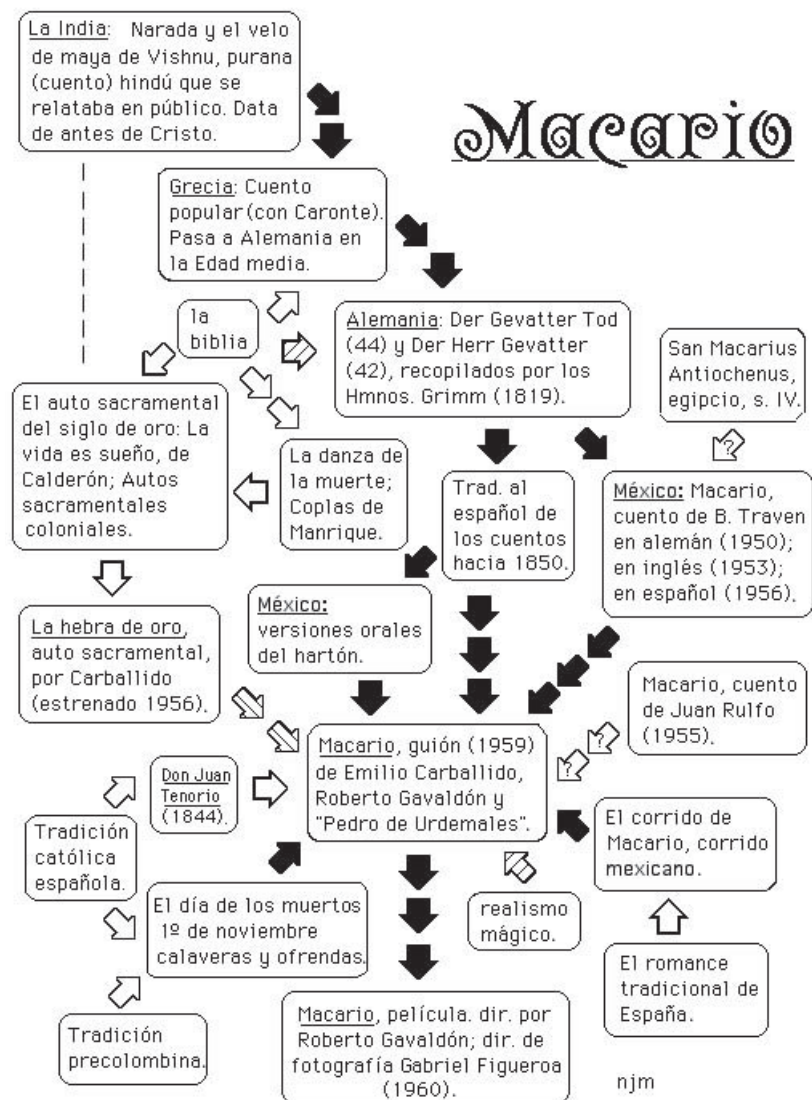 La India: Narada y el velo
de maya de Vishnu, purana
(cuento) hindú que se
relataba en público. Data
de antes de Cristo.
Macario
Grecia: Cuento
popular (con Caronte).
Pasa a Alemania en
la Edad media.
la
biblia
Alemania: Der Gevatter Tod
(44) y Der Herr Gevatter
(42), recopilados por los
Hmnos. Grimm (1819).
San Macarius
Antiochenus,
egipcio, s. IV.
?
El auto sacramental
del siglo de oro: La
vida es sueño, de
Calderón; Autos
sacramentales
coloniales.
La danza de
la muerte;
Coplas de
Manrique.
Trad. al
español de
los cuentos
hacia 1850.
México: Macario,
cuento de B. Traven
en alemán (1950);
en inglés (1953);
en español (1956).
La hebra de oro,
auto sacramental,
por Carballido
(estrenado 1956).
México:
versiones orales
del hartón.
Macario, cuento
de Juan Rulfo
(1955).
?
?
Macario, guión (1959)
de Emilio Carballido,
Roberto Gavaldón y
"Pedro de Urdemales".
Don Juan
Tenorio
(1844).
Tradición
católica
española.
El corrido de
Macario, corrido
mexicano.
El día de los muertos
1º de noviembre
calaveras y ofrendas.
realismo
mágico.
El romance
tradicional de
España.
Tradición
precolombina.
Macario, película. dir. por
Roberto Gavaldón; dir. de
fotografía Gabriel Figueroa
(1960).
njm